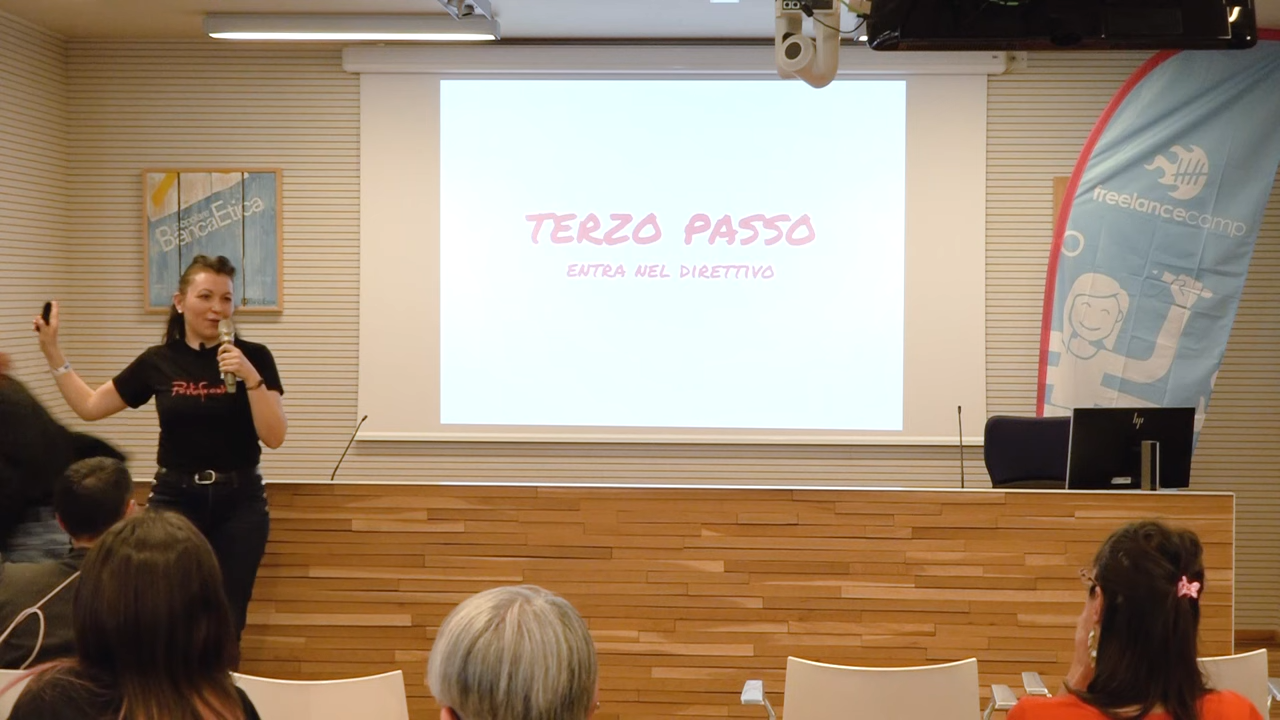 TERZO PASSO
ENTRA NEL DIRETTIVO
BancaEtica
freelancecamp
hp